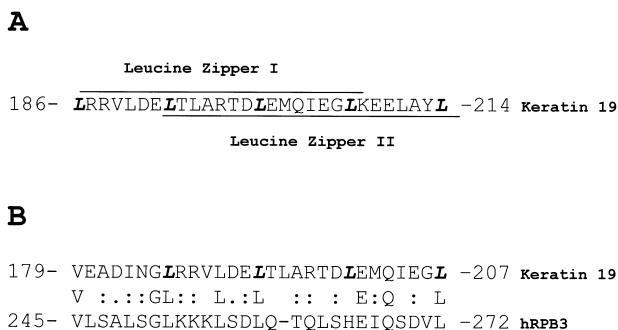 A
Leucine Zipper I
186- LRRVLDELTLARTDLEMQIEGLKEELAYL -214 Keratin 19
Leucine Zipper II
B
179- VEADINGLRRVLDELTLARTDLEMQIEGL -207 Keratin 19
V :.::GL:: L.:L :: : E:Q : L
245- VLSALSGLKKKLSDLQ-TQLSHEIQSDVL -272 hRPB3